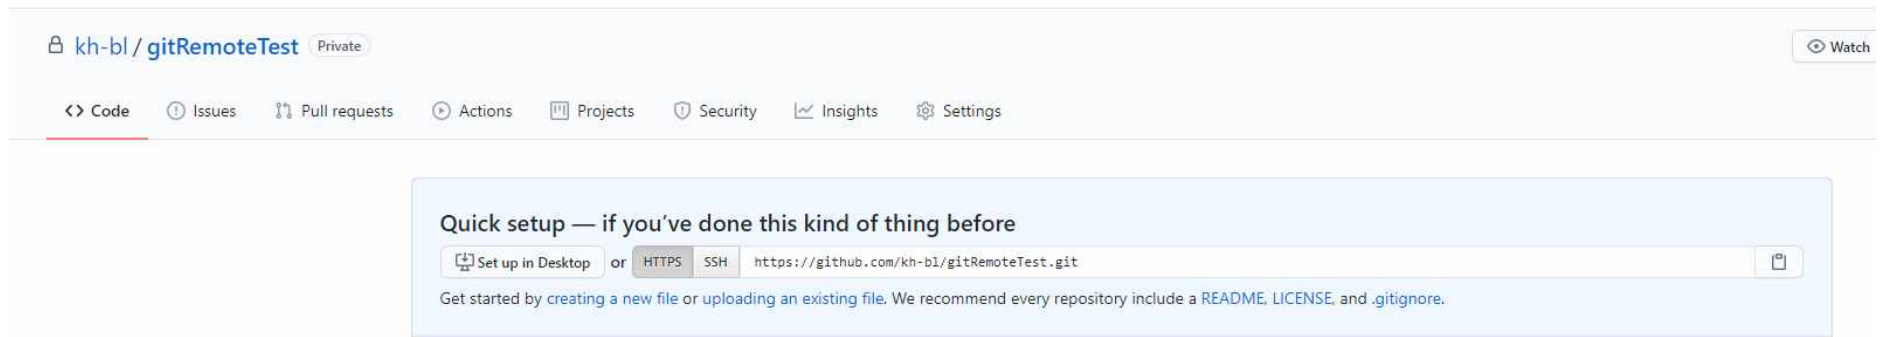 kh-bl / gitRemoteTest Private
Watch
Code Issues Pull requests Actions Projects Security Insights Settings
Quick setup — if you've done this kind of thing before
Set up in Desktop or HTTPS SSH https://github.com/kh-bl/gitRemoteTest.git
Get started by creating a new file or uploading an existing file. We recommend every repository include a README, LICENSE, and .gitignore.